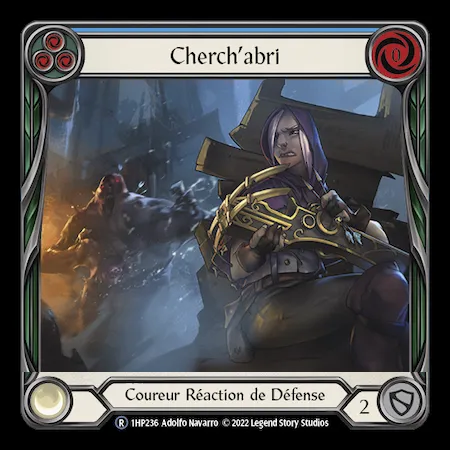 Cherch'abri
0
Coureur Réaction de Défense
2
R 1HP236 Adolfo Navarro © 2022 Legend Story Studios